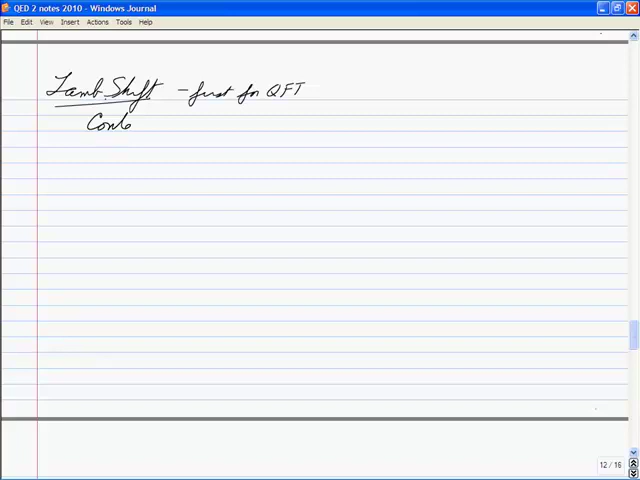 QED 2 notes 2010 - Windows Journal
File Edit View Insert Actions Tools Help
Lamb Shift - first for QFT
Conte
12 / 16